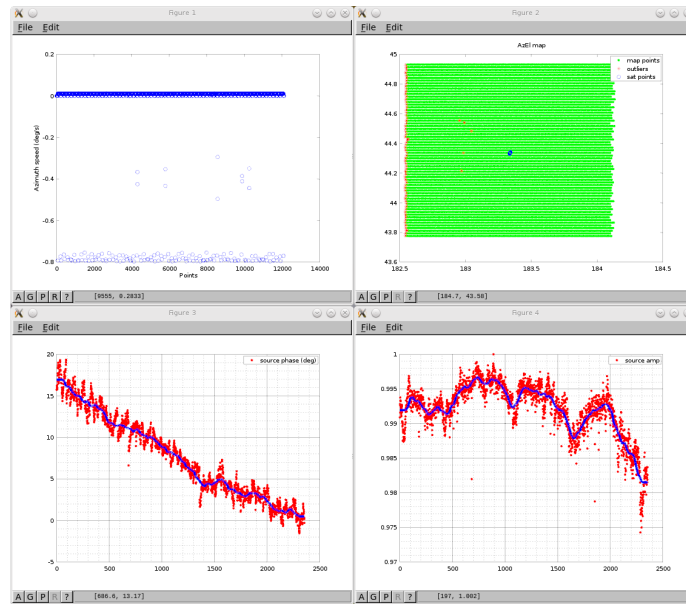 Figure 1
File Edit
0.2
0
-0.2
-0.4
-0.6
-0.8
Azimuth speed (deg/s)
0 2000 4000 6000 8000 10000 12000 14000
Points
A G P R ? [9555, 0.2833]
Figure 2
File Edit
AzEl map
map points
outliers
sat points
45
44.8
44.6
44.4
44.2
44
43.8
43.6
182.5 183 183.5 184 184.5
A G P R ? [184.7, 43.58]
Figure 3
File Edit
source phase (deg)
20
15
10
5
0
-5
0 500 1000 1500 2000 2500
A G P R ? [686.6, 13.17]
Figure 4
File Edit
source amp
1
0.995
0.99
0.985
0.98
0.975
0.97
0 500 1000 1500 2000 2500
A G P R ? [197, 1.002]